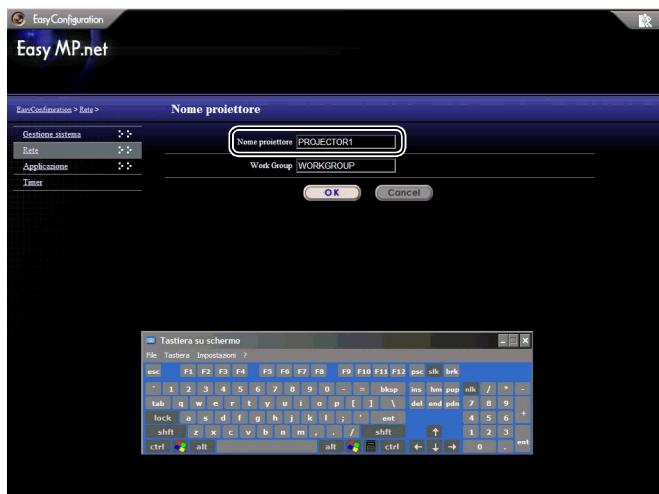 EasyConfiguration
Easy MP.net
EasyConfiguration > Rete >
Nome proiettore
Gestione sistema
Rete
Applicazione
Timer
Nome proiettore PROJECTOR1
Work Group WORKGROUP
OK Cancel
Tastiera su schermo
File Tastiera Impostazioni ?
esc F1 F2 F3 F4 F5 F6 F7 F8 F9 F10 F11 F12 psc slk brk
` 1 2 3 4 5 6 7 8 9 0 - = bksp ins hm pup nlk / * -
tab q w e r t y u i o p [ ] \ del end pdn 7 8 9 +
lock a s d f g h j k l ; ' ent 4 5 6
shft z x c v b n m , . / shft ↑ 1 2 3 ent
ctrl alt alt ctrl ← ↓ → 0 .